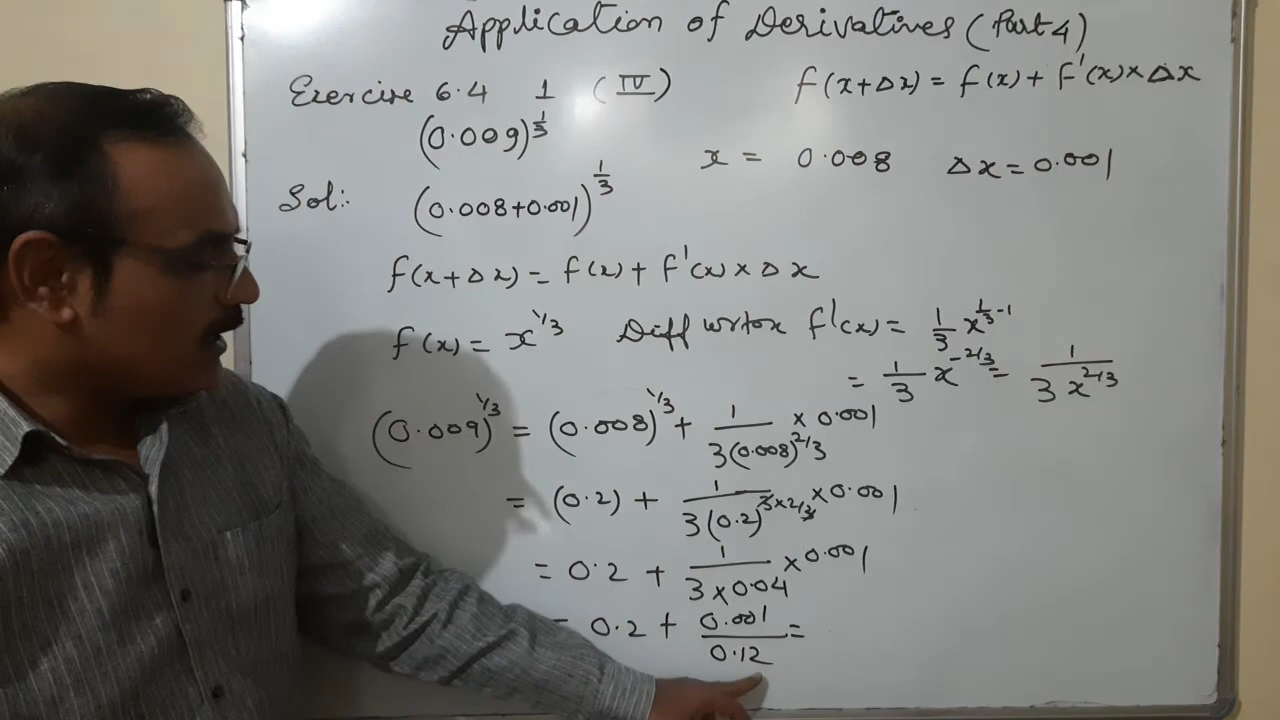 Application of Derivatives (Part 4)
Exercise 6.4 1 (IV) f(x+Δx) = f(x) + f'(x) × Δx
(0.009)^{1/3}
x = 0.008 Δx = 0.001
Sol:. (0.008+0.001)^{1/3}
f(x+Δx) = f(x) + f'(x) × Δx
f(x) = x^{1/3} Diff wrtox f'(x) = 1/3 x^{1/3-1}
= 1/3 x^{-2/3} = 1/(3 x^{2/3})
(0.009)^{1/3} = (0.008)^{1/3} + 1/(3(0.008)^{2/3}) × 0.001
= (0.2) + 1/(3(0.2)^{3×2/3}) × 0.001
= 0.2 + 1/(3×0.04) × 0.001
= 0.2 + 0.001/0.12 =